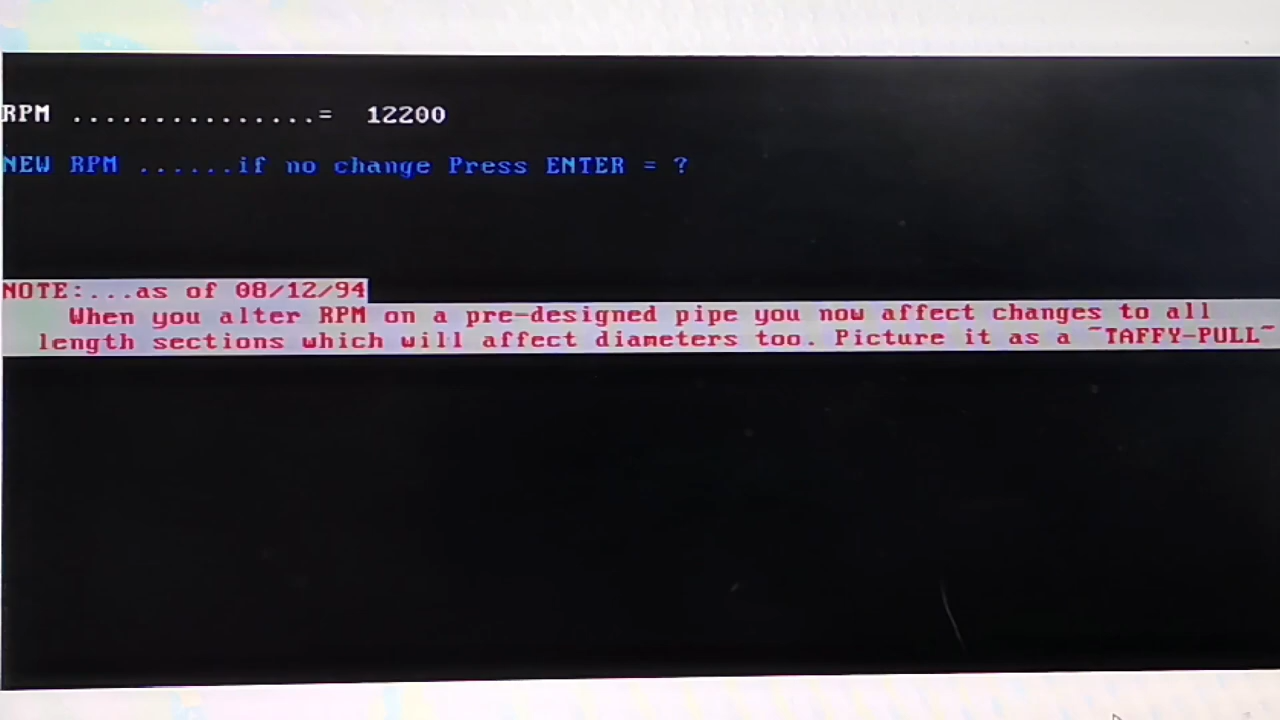 RPM ...............=  12200
NEW RPM ......if no change Press ENTER = ?
NOTE:...as of 08/12/94
When you alter RPM on a pre-designed pipe you now affect changes to all
length sections which will affect diameters too. Picture it as a ~TAFFY-PULL~